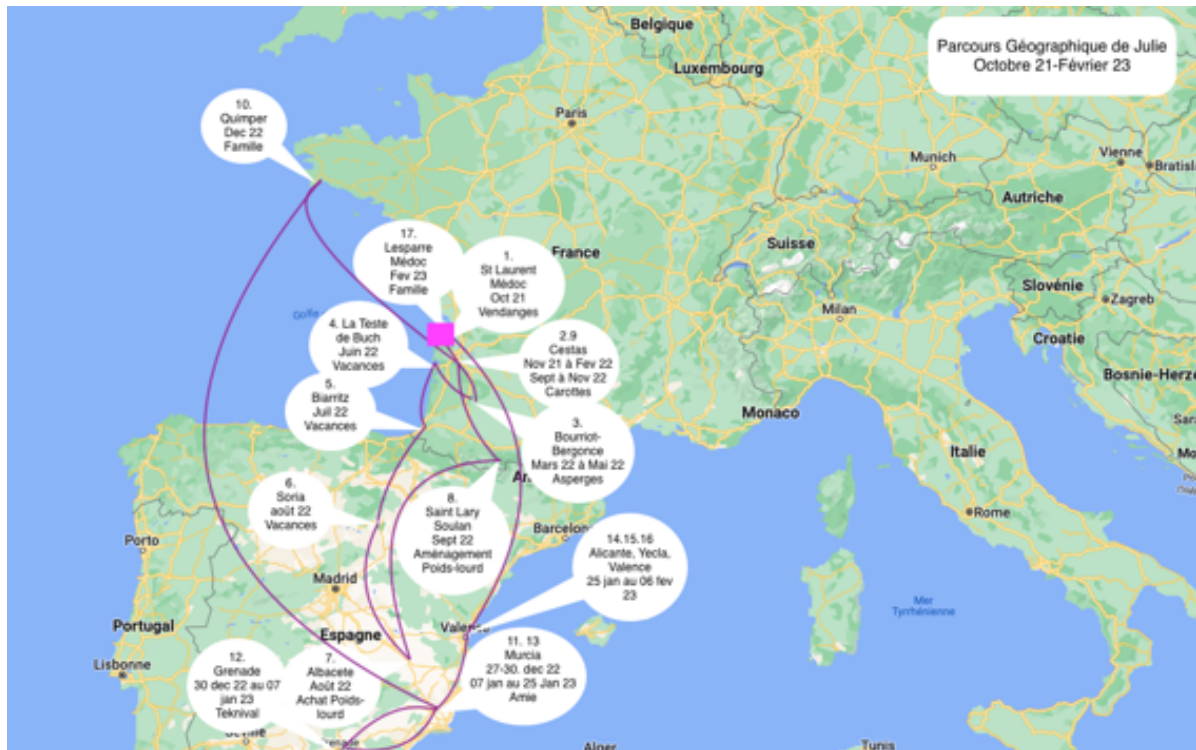 Parcours Géographique de Julie
Octobre 21-Février 23
Belgique
Luxembourg
Paris
Munich
Vienne
Autriche
10.
Quimper
Dec 22
Famille
France
Suisse
Slovénie
Zagreb
Milan
Croatie
Monaco
Italie
Rome
17.
Lesparre
Médoc
Fev 23
Famille
1.
St Laurent
Médoc
Oct 21
Vendanges
Golfe
4. La Teste
de Buch
Juin 22
Vacances
2.9
Cestas
Nov 21 à Fev 22
Sept à Nov 22
Carottes
5.
Biarritz
Juil 22
Vacances
3.
Bourriot-
Bergonce
Mars 22 à Mai 22
Asperges
6.
Soria
août 22
Vacances
8.
Saint Lary
Soulan
Sept 22
Aménagement
Poids-lourd
14.15.16
Alicante, Yecla,
Valence
25 jan au 06 fev
23
Porto
Madrid
Portugal
Espagne
Lisbonne
Mer
Tyrrhénienne
12.
Grenade
30 dec 22 au 07
jan 23
Teknival
7.
Albacete
Août 22
Achat Poids-
lourd
11. 13
Murcia
27-30. dec 22
07 jan au 25 Jan 23
Amie
Alger
Tunis